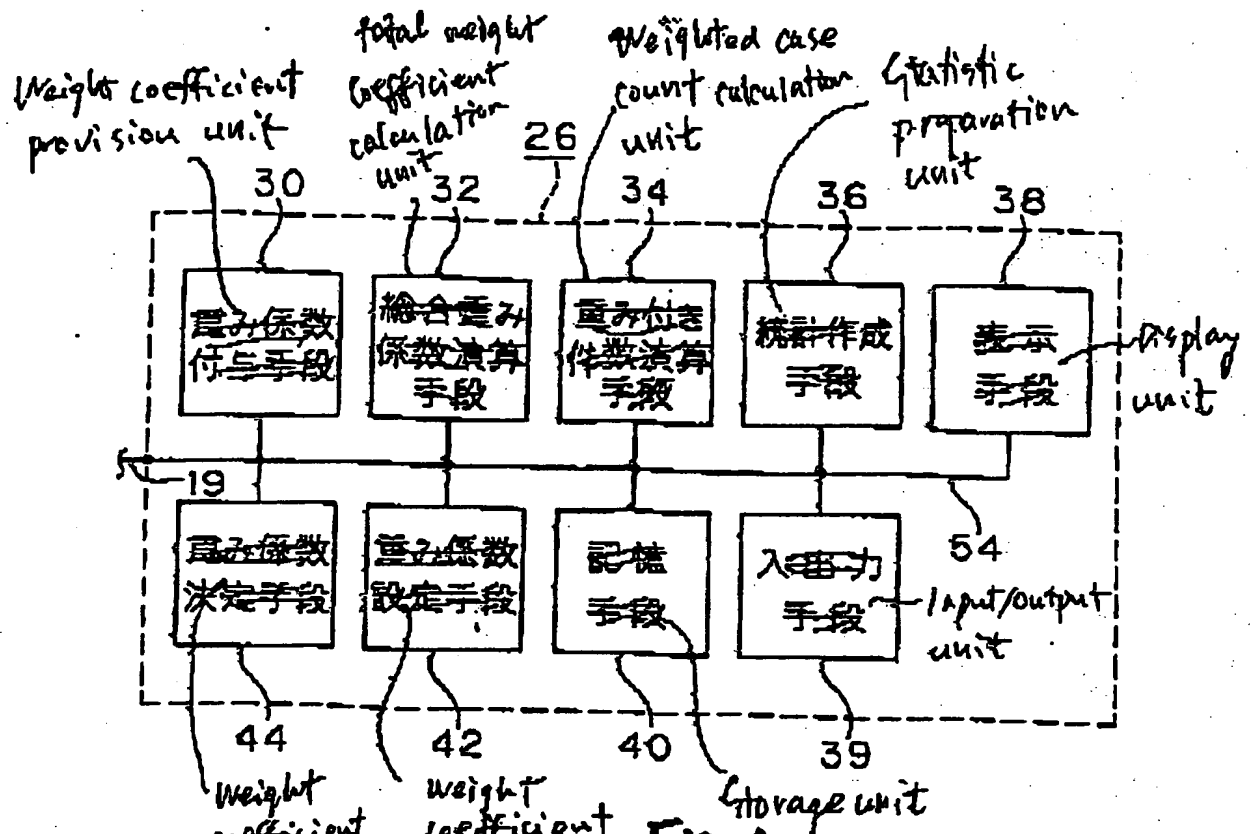 total weight
coefficient
calculation
unit
Weighted case
count calculation
unit
Statistic
preparation
unit
Weight coefficient
provision unit
26
30
32
34
36
38
重み係数
付与手段
総合重み
係数演算
手段
重み付き
件数演算
手段
統計作成
手段
表示
手段
Display
unit
19
54
重み係数
決定手段
重み係数
設定手段
記憶
手段
入出力
手段
Input/output
unit
44
42
40
39
Weight
coefficient
weight
coefficient
Storage unit